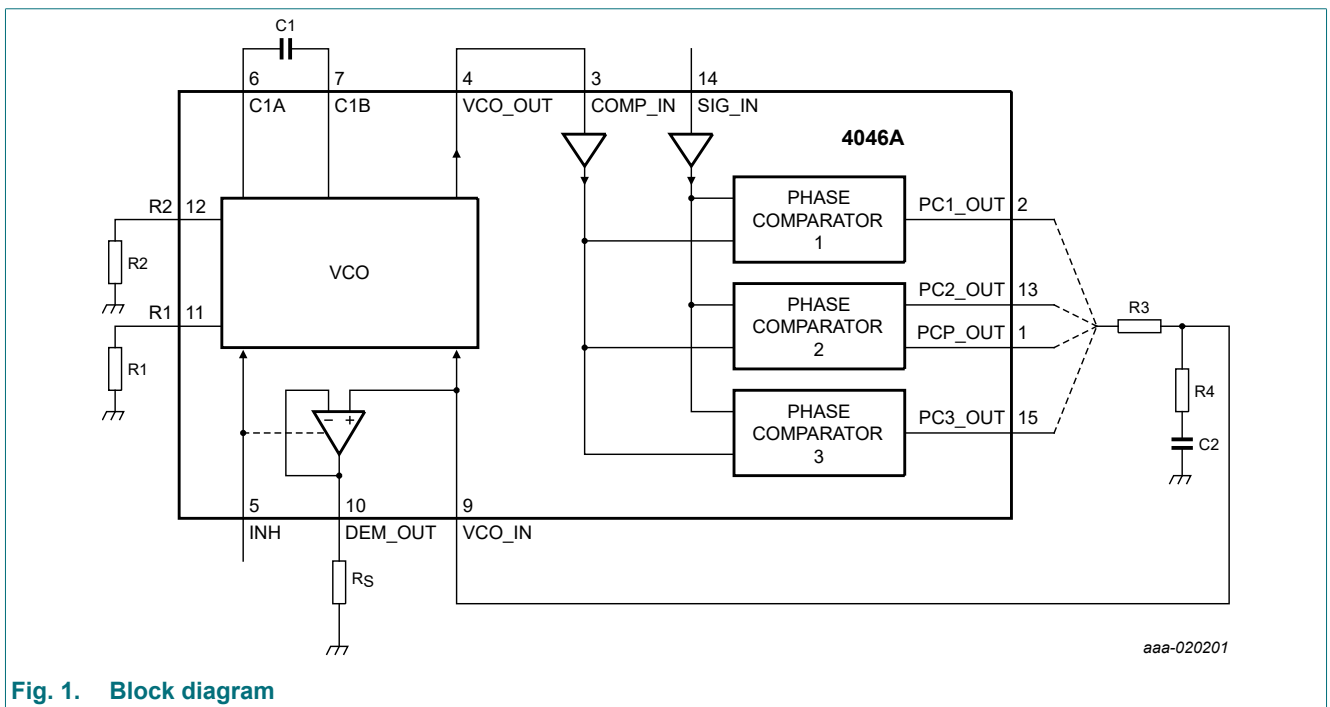 C1
6 7 4 3 14
C1A C1B VCO_OUT COMP_IN SIG_IN
4046A
PHASE COMPARATOR 1
PC1_OUT 2
R2 12
R2
VCO
PHASE COMPARATOR 2
PC2_OUT 13
PCP_OUT 1
R3
R1 11
R1
R4
PHASE COMPARATOR 3
PC3_OUT 15
C2
- +
5 10 9
INH DEM_OUT VCO_IN
RS
aaa-020201
Fig. 1. Block diagram